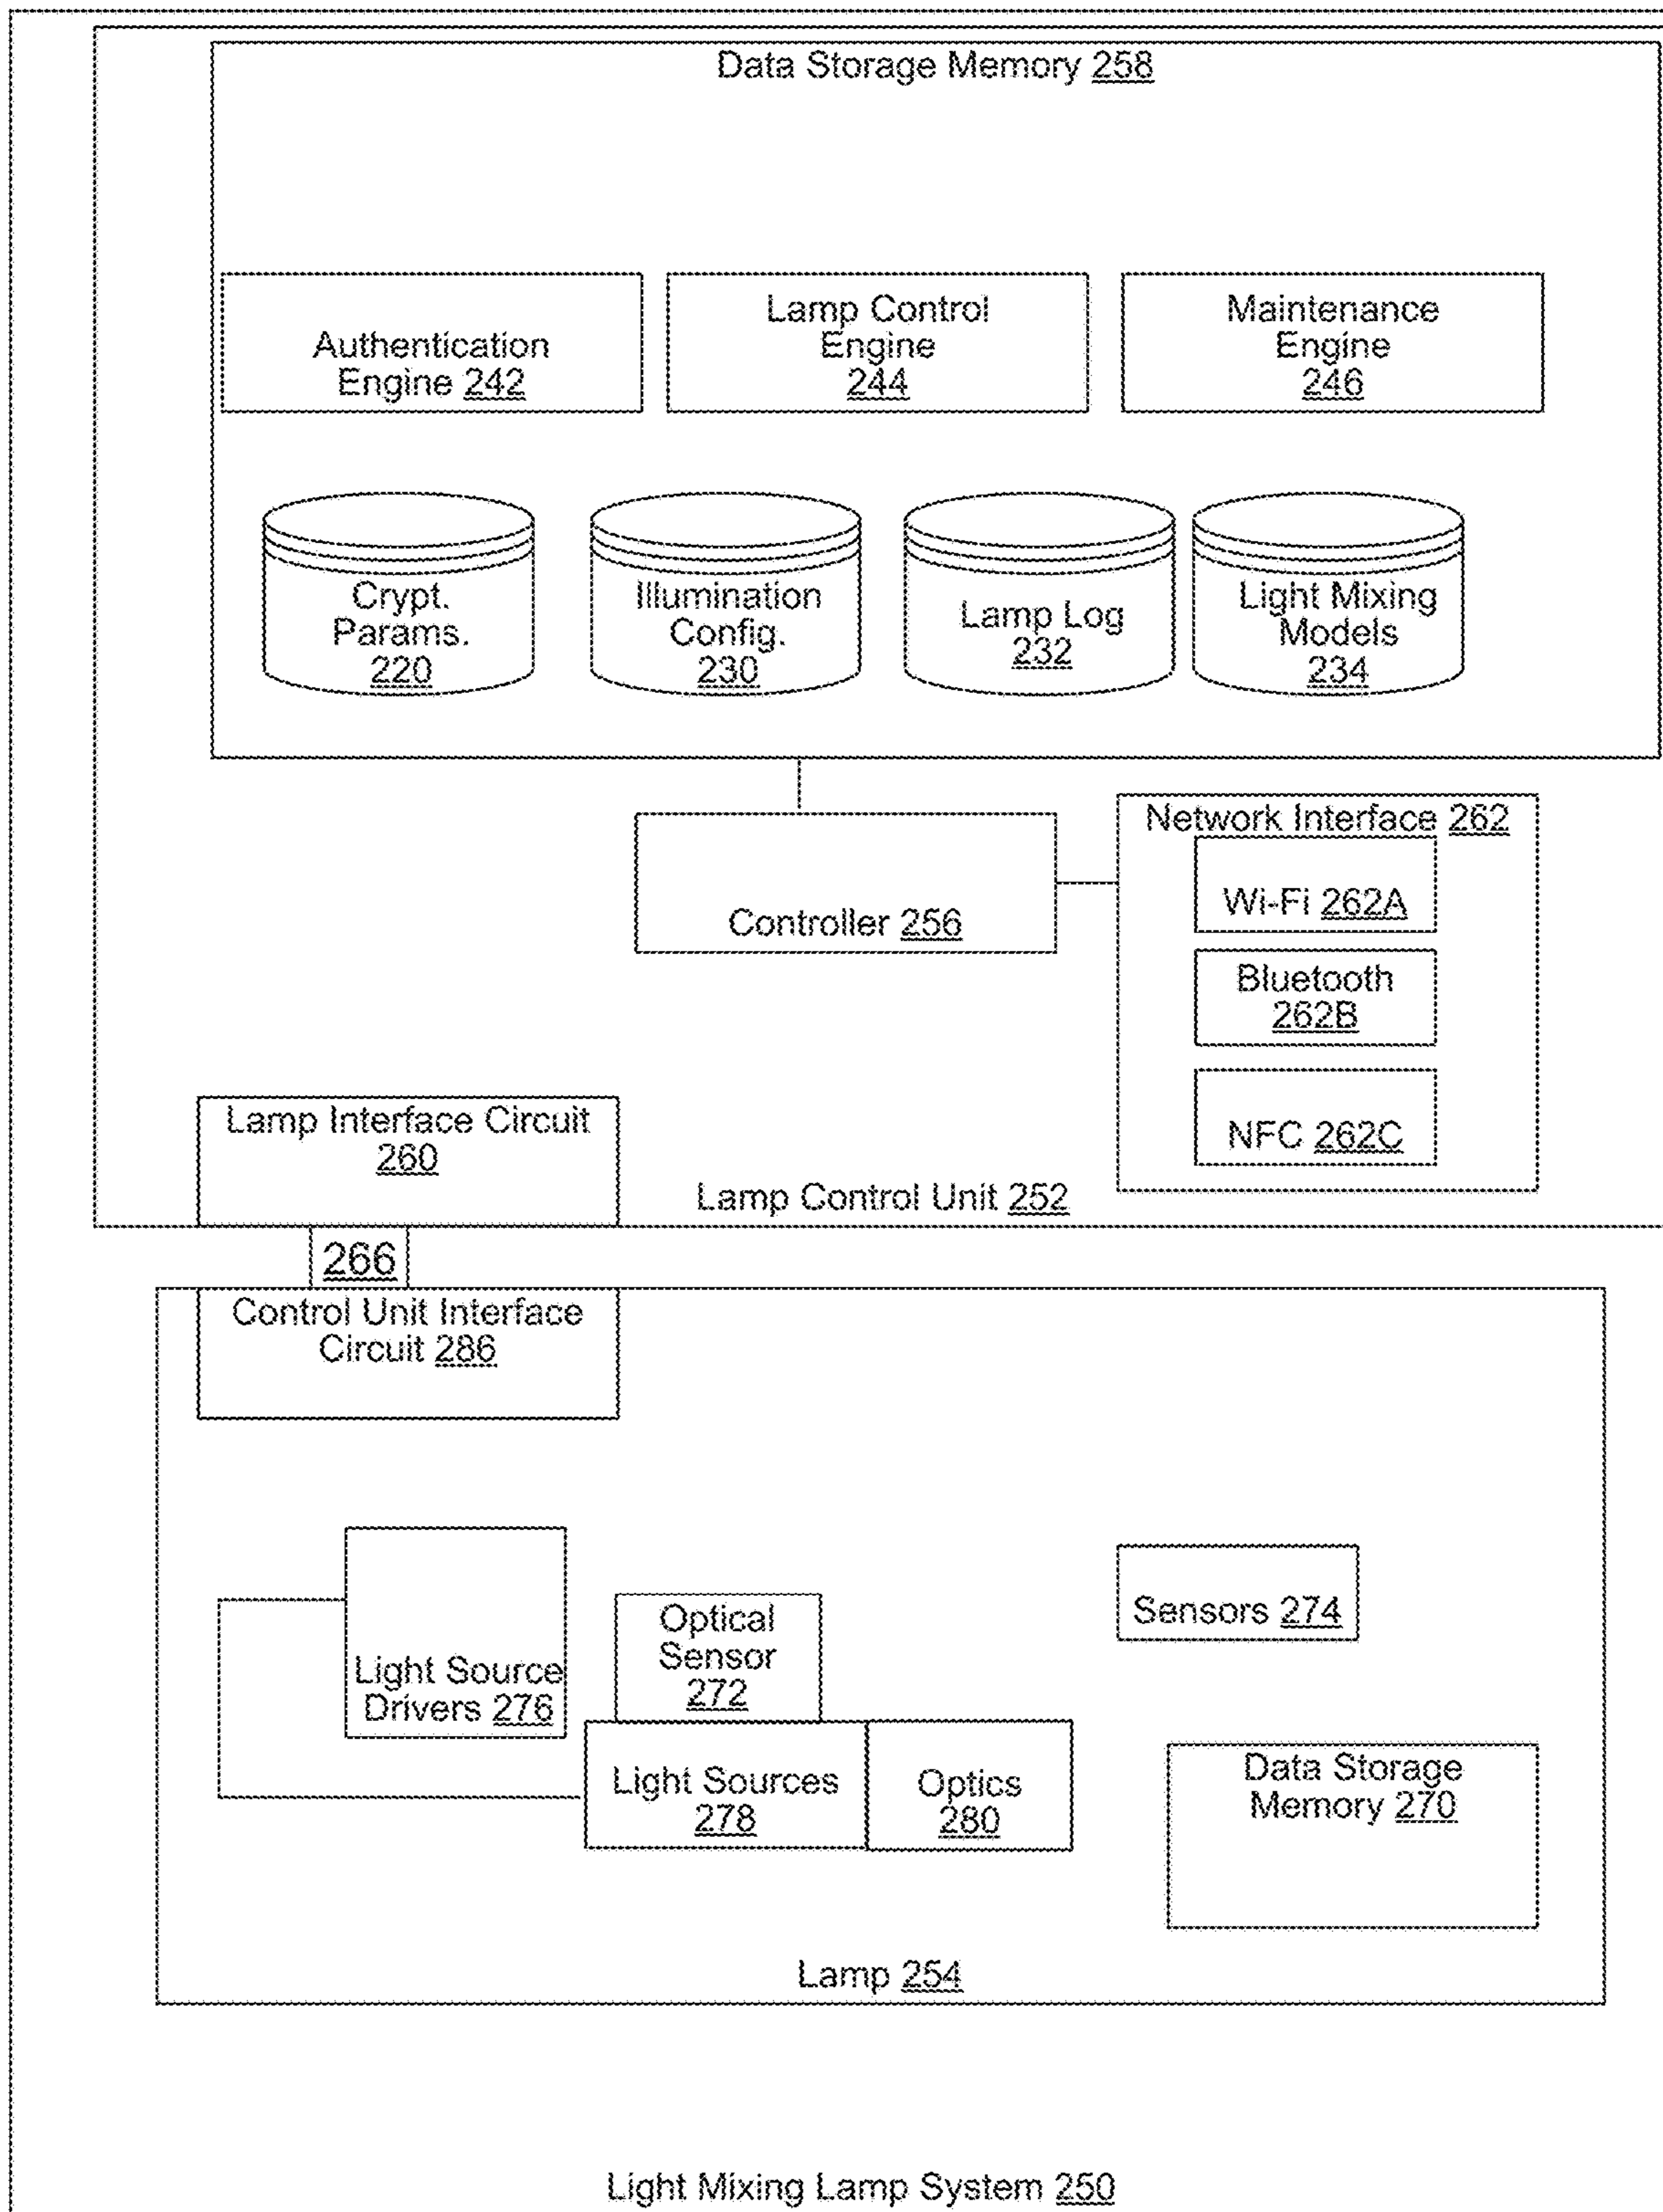 Data Storage Memory 258
Authentication
Engine 242
Lamp Control
Engine
244
Maintenance
Engine
246
Crypt.
Params.
220
Illumination
Config.
230
Lamp Log
232
Light Mixing
Models
234
Controller 256
Network Interface 262
Wi-Fi 262A
Bluetooth
262B
NFC 262C
Lamp Interface Circuit
260
Lamp Control Unit 252
266
Control Unit Interface
Circuit 286
Light Source
Drivers 276
Optical
Sensor
272
Sensors 274
Light Sources
278
Optics
280
Data Storage
Memory 270
Lamp 254
Light Mixing Lamp System 250